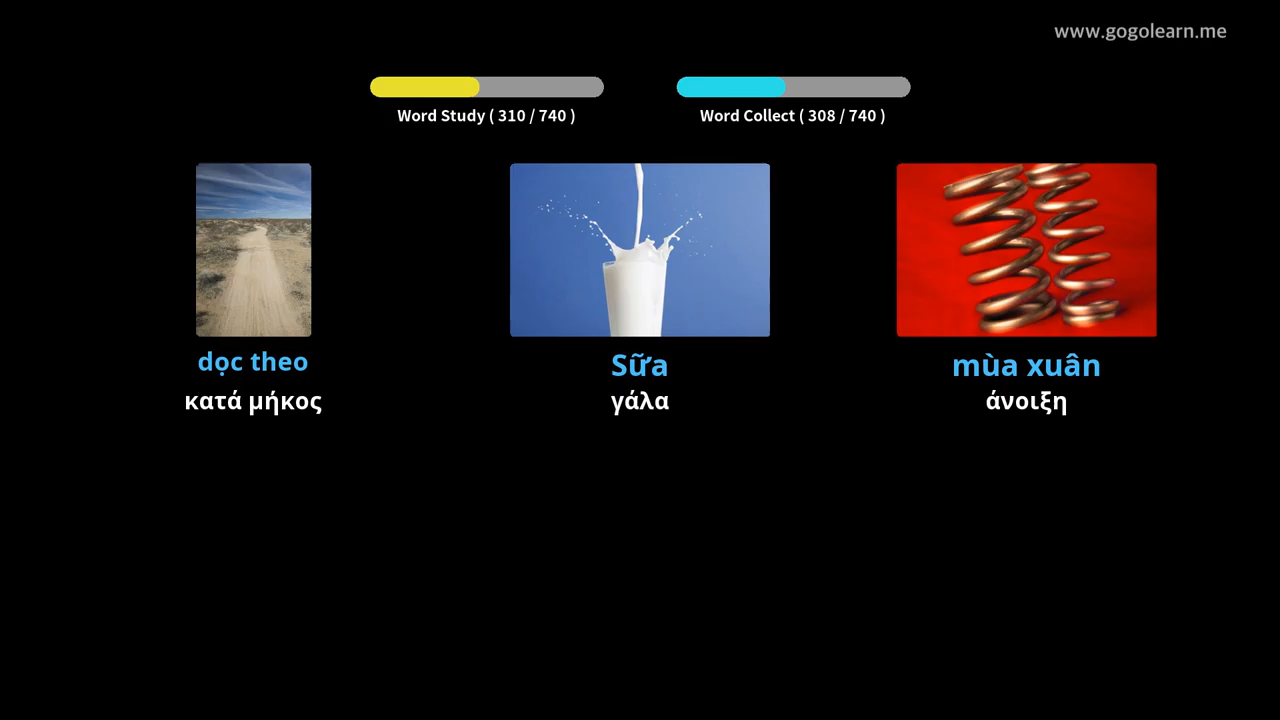 www.gogolearn.me
Word Study ( 310 / 740 )
Word Collect ( 308 / 740 )
dọc theo
κατά μήκος
Sữa
γάλα
mùa xuân
άνοιξη